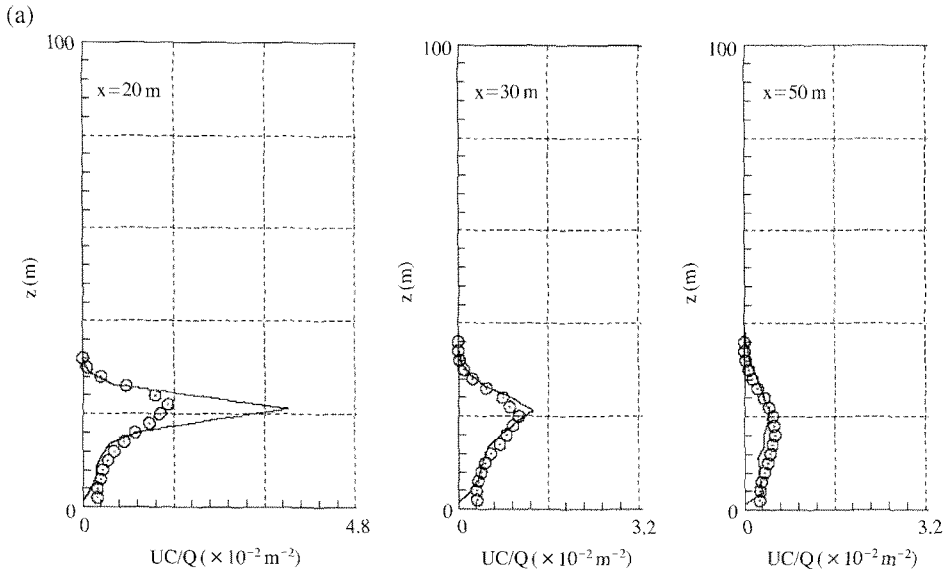 (a)
100
x=20 m
z (m)
0
0
4.8
UC/Q (×10⁻² m⁻²)
100
x=30 m
z (m)
0
0
3.2
UC/Q (×10⁻² m⁻²)
100
x=50 m
z (m)
0
0
3.2
UC/Q (×10⁻² m⁻²)